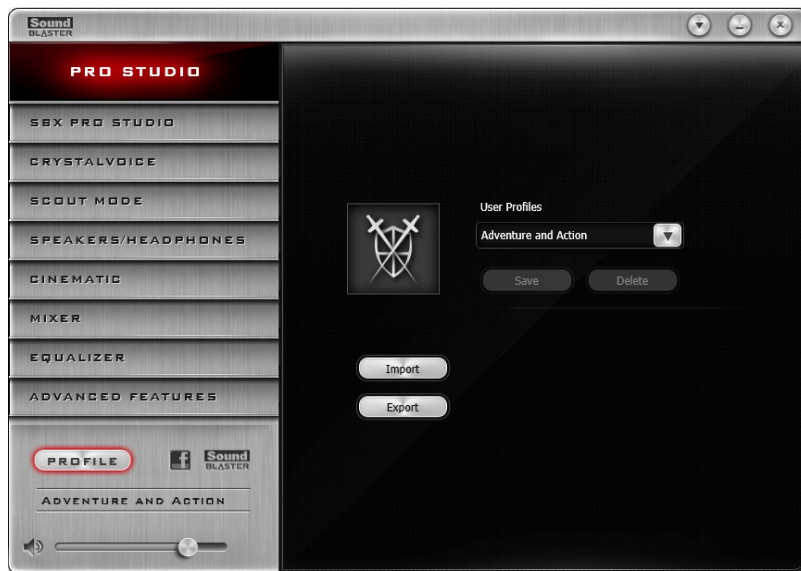 Sound
BLASTER
PRO STUDIO
SBX PRO STUDIO
CRYSTALVOICE
SCOUT MODE
SPEAKERS/HEADPHONES
CINEMATIC
MIXER
EQUALIZER
ADVANCED FEATURES
PROFILE
f
Sound
BLASTER
ADVENTURE AND ACTION
User Profiles
Adventure and Action
Save
Delete
Import
Export